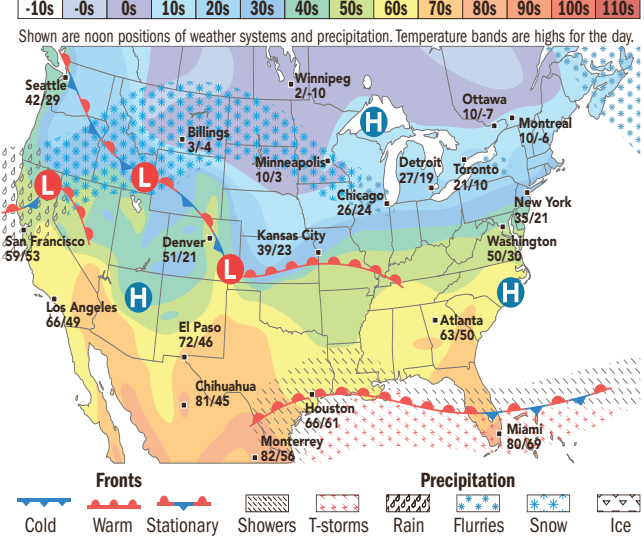 -10s -0s 0s 10s 20s 30s 40s 50s 60s 70s 80s 90s 100s 110s
Shown are noon positions of weather systems and precipitation. Temperature bands are highs for the day.
Seattle
42/29
Winnipeg
2/-10
Ottawa
10/-7
Montreal
10/-6
H
Billings
3/-4
Minneapolis
10/3
Detroit
27/19
Toronto
21/10
L
L
Chicago
26/24
New York
35/21
San Francisco
59/53
Denver
51/21
Kansas City
39/23
Washington
50/30
L
H
H
Los Angeles
66/49
El Paso
72/46
Atlanta
63/50
Chihuahua
81/45
Houston
66/61
Miami
80/69
Monterrey
82/56
Fronts
Precipitation
Cold Warm Stationary Showers T-storms Rain Flurries Snow Ice